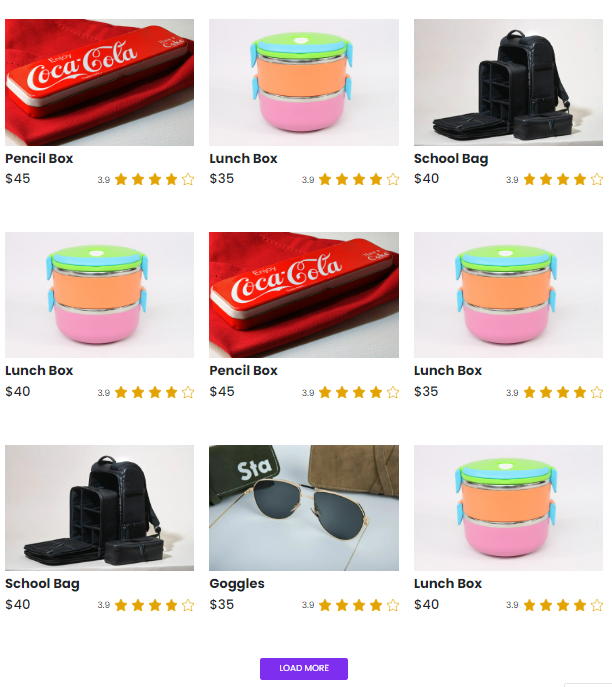 Enjoy
Coca-Cola
Pencil Box
$45
3.9
Lunch Box
$35
3.9
School Bag
$40
3.9
Lunch Box
$40
3.9
Enjoy
Coca-Cola
Pencil Box
$45
3.9
Lunch Box
$35
3.9
School Bag
$40
3.9
Sta
Goggles
$35
3.9
Lunch Box
$40
3.9
LOAD MORE